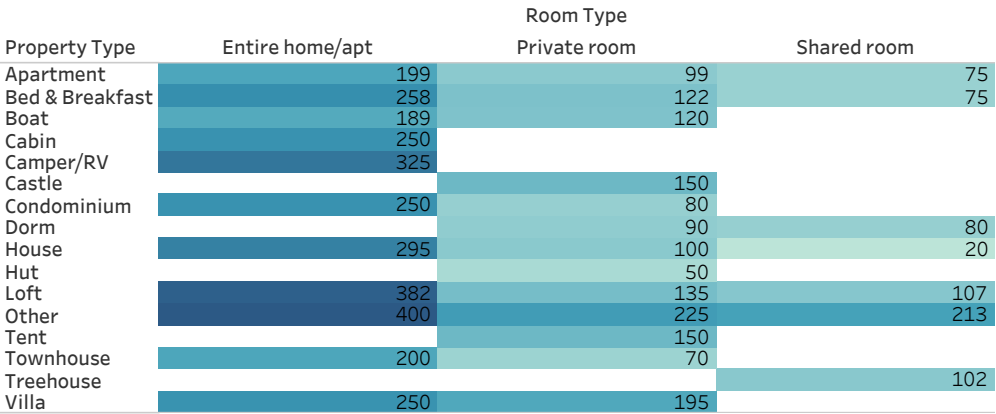 Room Type
Property Type Entire home/apt Private room Shared room
Apartment 199 99 75
Bed & Breakfast 258 122 75
Boat 189 120
Cabin 250
Camper/RV 325
Castle 150
Condominium 250 80
Dorm 90 80
House 295 100 20
Hut 50
Loft 382 135 107
Other 400 225 213
Tent 150
Townhouse 200 70
Treehouse 102
Villa 250 195